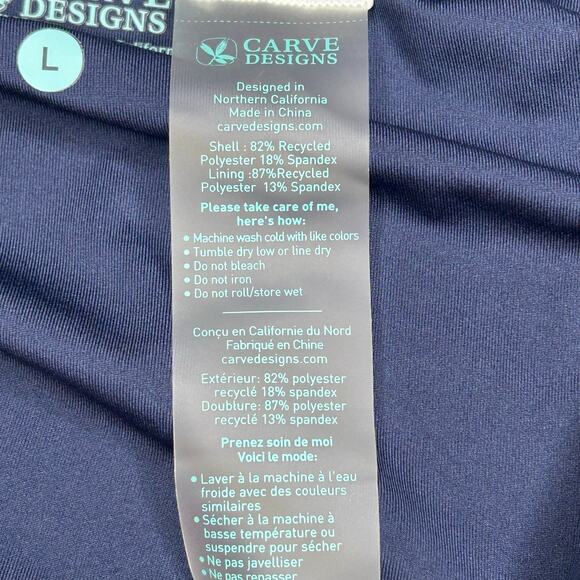 CARVE
DESIGNS
L
CARVE
DESIGNS
Designed in
Northern California
Made in China
carvedesigns.com
Shell : 82% Recycled
Polyester 18% Spandex
Lining :87%Recycled
Polyester 13% Spandex
Please take care of me,
here's how:
• Machine wash cold with like colors
• Tumble dry low or line dry
• Do not bleach
• Do not iron
• Do not roll/store wet
Conçu en Californie du Nord
Fabriqué en Chine
carvedesigns.com
Extérieur: 82% polyester
recyclé 18% spandex
Doublure: 87% polyester
recyclé 13% spandex
Prenez soin de moi
Voici le mode:
• Laver à la machine à l'eau
froide avec des couleurs
similaires
• Sécher à la machine à
basse température ou
suspendre pour sécher
• Ne pas javelliser
• Ne pas repasser